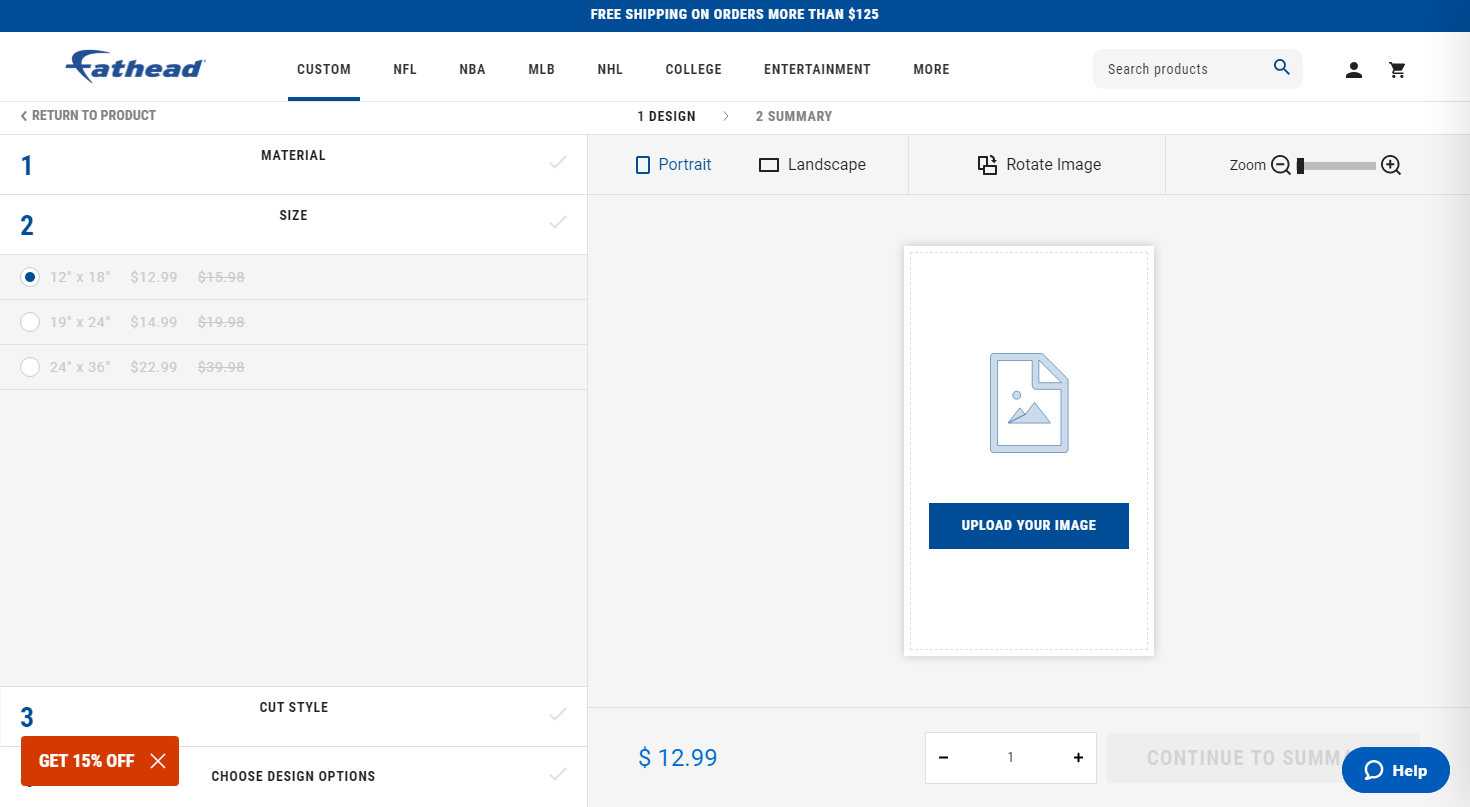 FREE SHIPPING ON ORDERS MORE THAN $125
Fathead
CUSTOM NFL NBA MLB NHL COLLEGE ENTERTAINMENT MORE
Search products
RETURN TO PRODUCT
1 DESIGN 2 SUMMARY
1 MATERIAL
Portrait Landscape Rotate Image Zoom
2 SIZE
12" x 18" $12.99 $15.98
19" x 24" $14.99 $19.98
24" x 36" $22.99 $39.98
UPLOAD YOUR IMAGE
3 CUT STYLE
GET 15% OFF
CHOOSE DESIGN OPTIONS
$ 12.99
1
CONTINUE TO SUMMA
Help